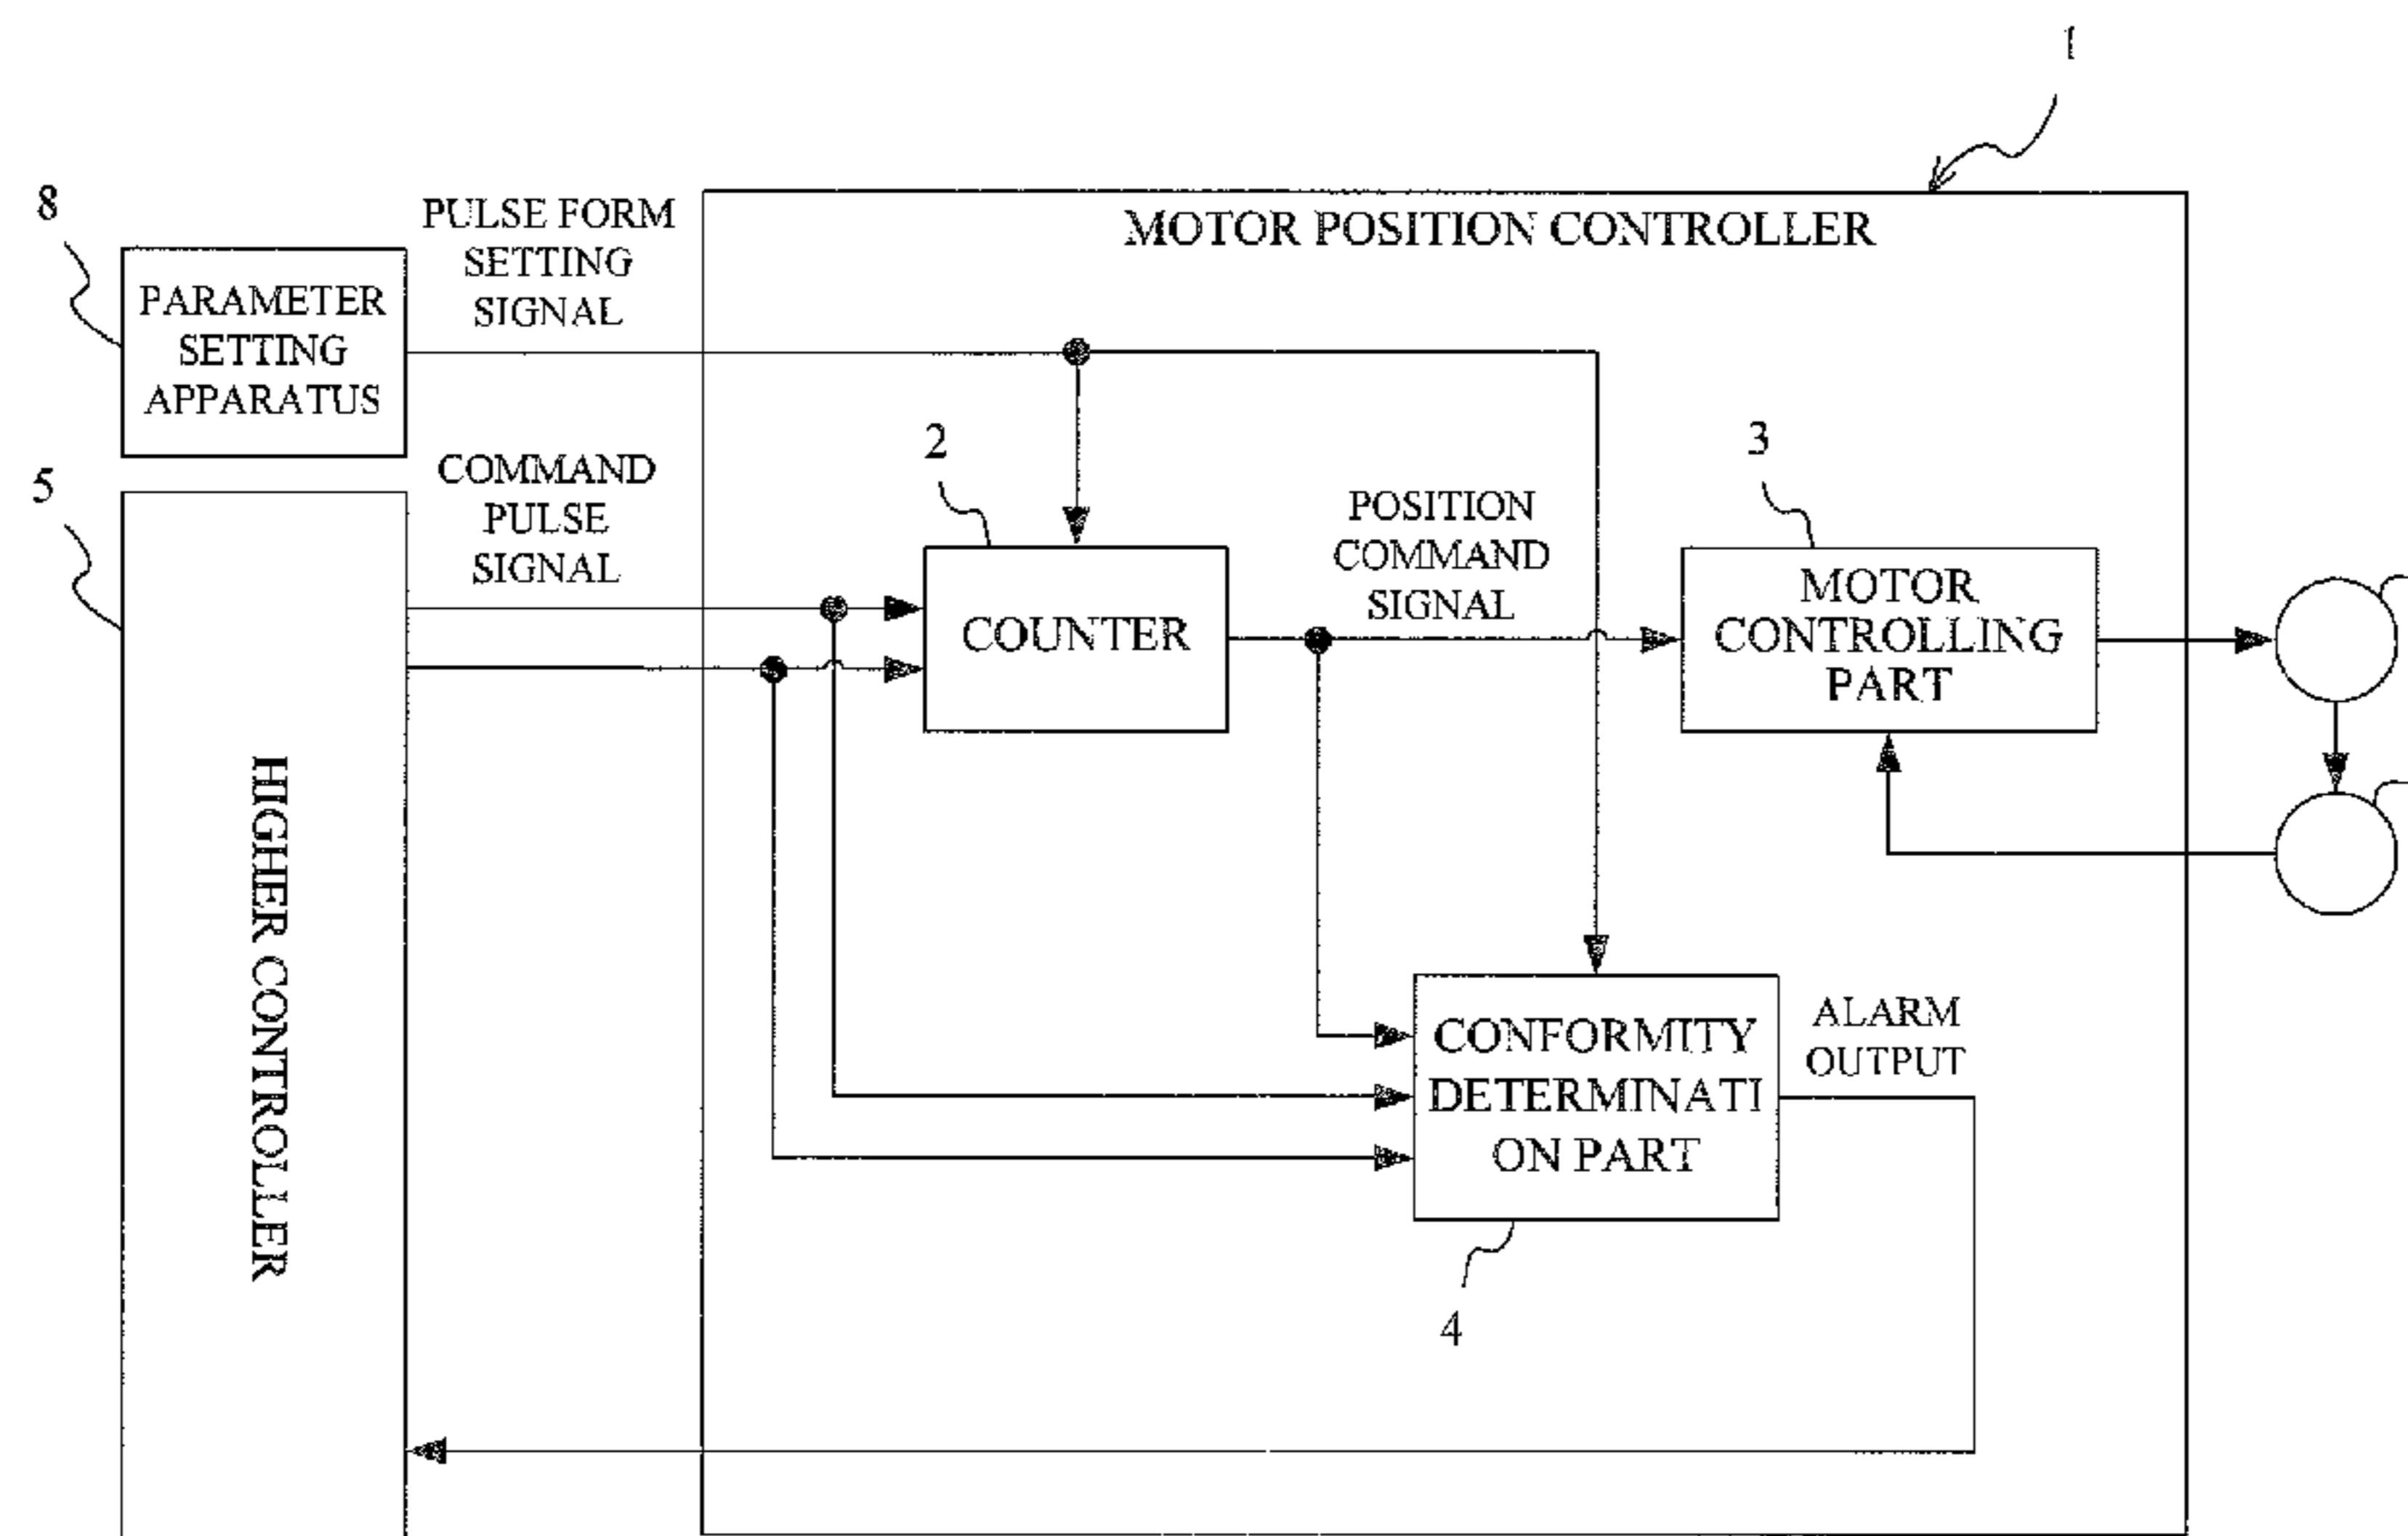 1
8
PULSE FORM
SETTING
SIGNAL
MOTOR POSITION CONTROLLER
PARAMETER
SETTING
APPARATUS
5
COMMAND
PULSE
SIGNAL
2
POSITION
COMMAND
SIGNAL
3
COUNTER
MOTOR
CONTROLLING
PART
HIGHER CONTROLLER
CONFORMITY
DETERMINATI
ON PART
ALARM
OUTPUT
4